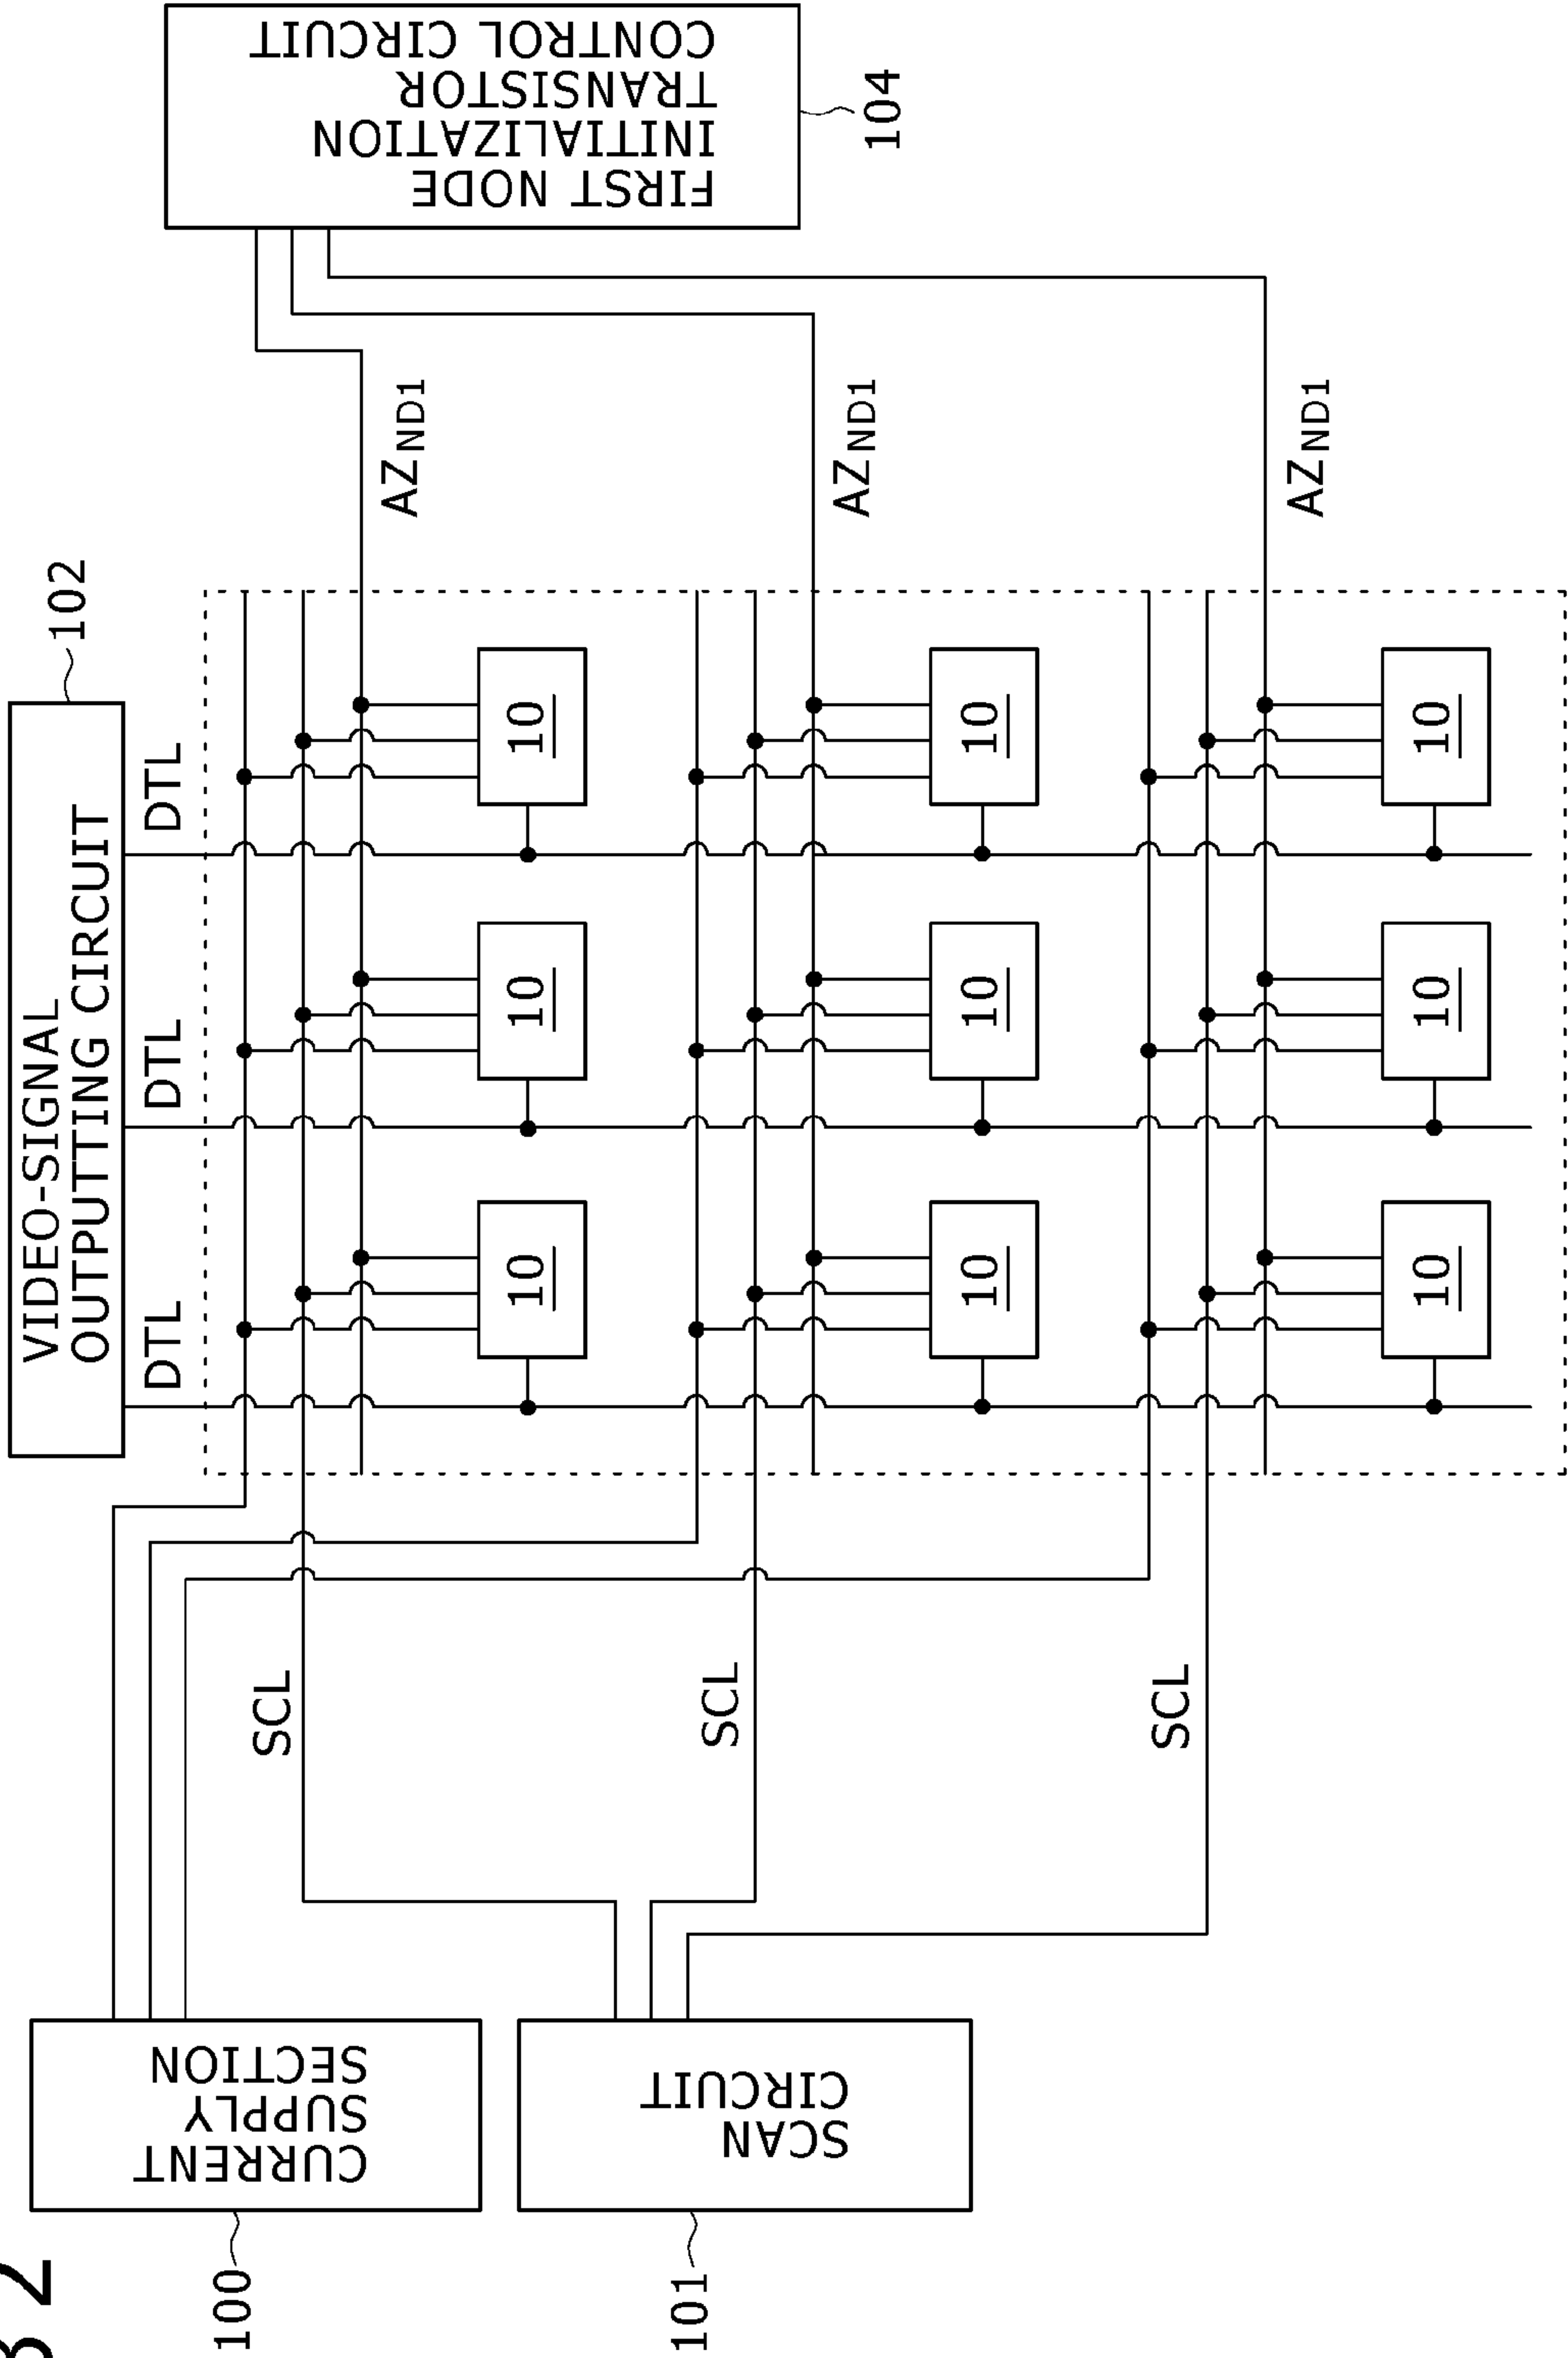 32
VIDEO-SIGNAL
OUTPUTTING CIRCUIT
102
DTL
DTL
DTL
100
CURRENT
SUPPLY
SECTION
101
SCAN
CIRCUIT
SCL
SCL
SCL
10
10
10
10
10
10
10
10
10
AZND1
AZND1
AZND1
FIRST NODE
INITIALIZATION
TRANSISTOR
CONTROL CIRCUIT
104